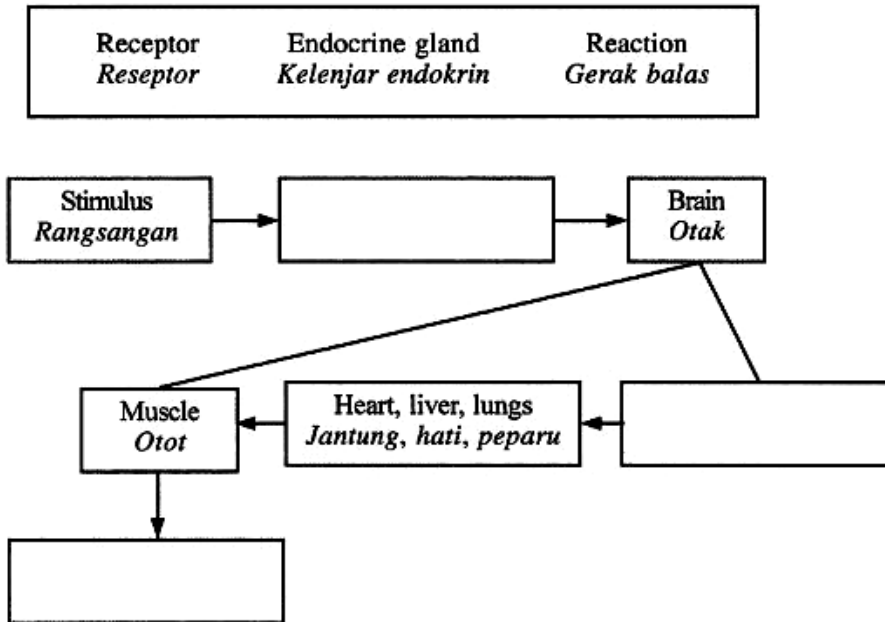 Receptor Endocrine gland Reaction
Reseptor Kelenjar endokrin Gerak balas
Stimulus
Rangsangan
Brain
Otak
Muscle
Otot
Heart, liver, lungs
Jantung, hati, peparu